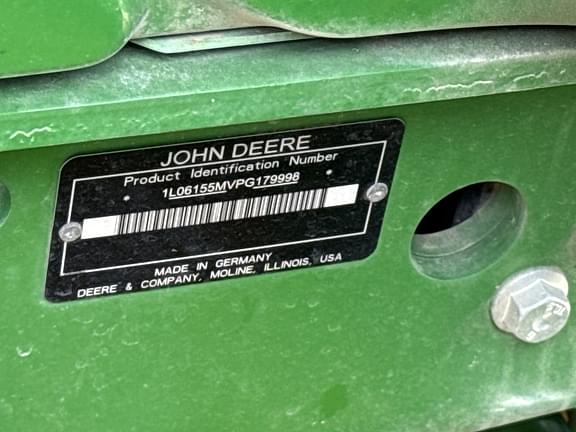 JOHN DEERE
Product Identification Number
1L06155MVPG179998
MADE IN GERMANY
DEERE & COMPANY, MOLINE, ILLINOIS, USA